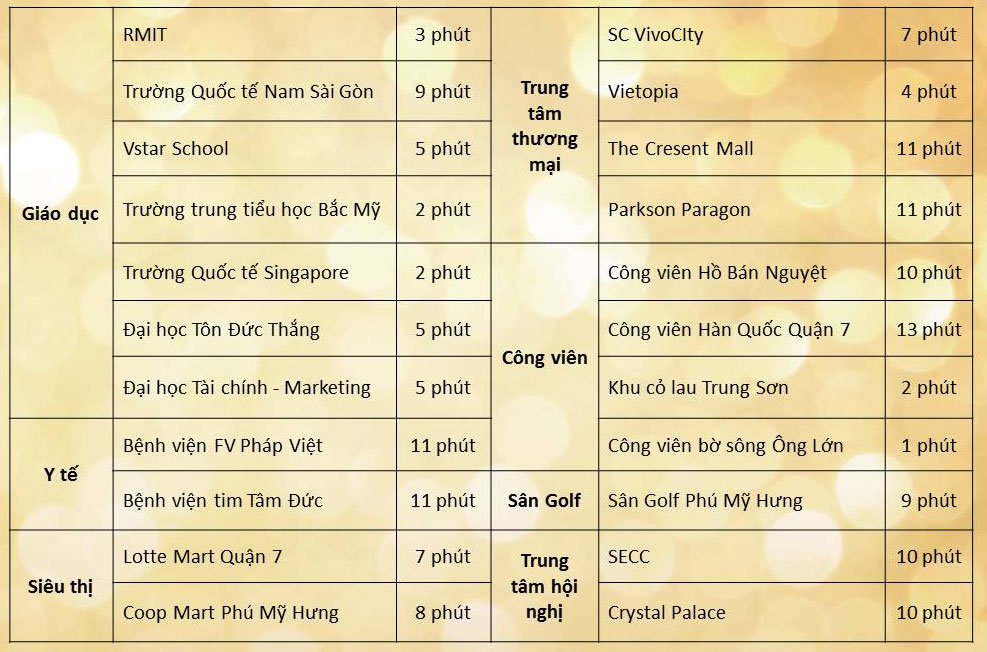 Giáo dục
RMIT 3 phút
Trường Quốc tế Nam Sài Gòn 9 phút
Vstar School 5 phút
Trường trung tiểu học Bắc Mỹ 2 phút
Trường Quốc tế Singapore 2 phút
Đại học Tôn Đức Thắng 5 phút
Đại học Tài chính - Marketing 5 phút
Y tế
Bệnh viện FV Pháp Việt 11 phút
Bệnh viện tim Tâm Đức 11 phút
Siêu thị
Lotte Mart Quận 7 7 phút
Coop Mart Phú Mỹ Hưng 8 phút
Trung
tâm
thương
mại
SC VivoCIty 7 phút
Vietopia 4 phút
The Cresent Mall 11 phút
Parkson Paragon 11 phút
Công viên
Công viên Hồ Bán Nguyệt 10 phút
Công viên Hàn Quốc Quận 7 13 phút
Khu cỏ lau Trung Sơn 2 phút
Công viên bờ sông Ông Lớn 1 phút
Sân Golf
Sân Golf Phú Mỹ Hưng 9 phút
Trung
tâm hội
nghị
SECC 10 phút
Crystal Palace 10 phút